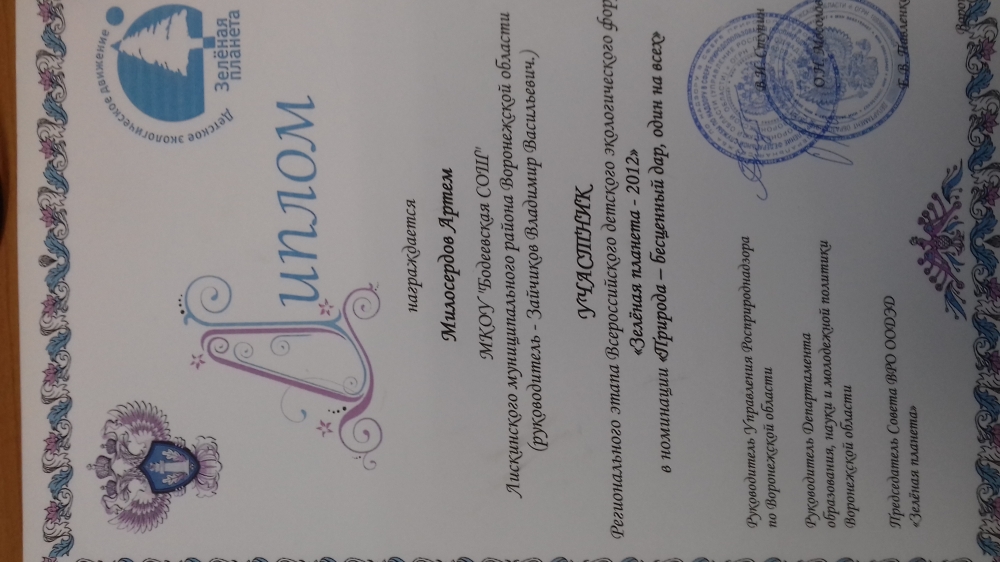 Детское экологическое движение
Зелёная
планета
Диплом
награждается
Милосердов Артем
МКОУ "Бодеевская СОШ"
Лискинского муниципального района Воронежской области
(руководитель - Зайчиков Владимир Васильевич,)
УЧАСТНИК
Регионального этапа Всероссийского детского экологического фор
«Зелёная планета - 2012»
в номинации «Природа – бесценный дар, один на всех»
Руководитель Управления Росприроднадзора
по Воронежской области
В.И. Ступин
Руководитель Департамента
образования, науки и молодежной политики
Воронежской области
О.Н.
Председатель Совета ВРО ООДЭД
«Зелёная планета»
Е.В.